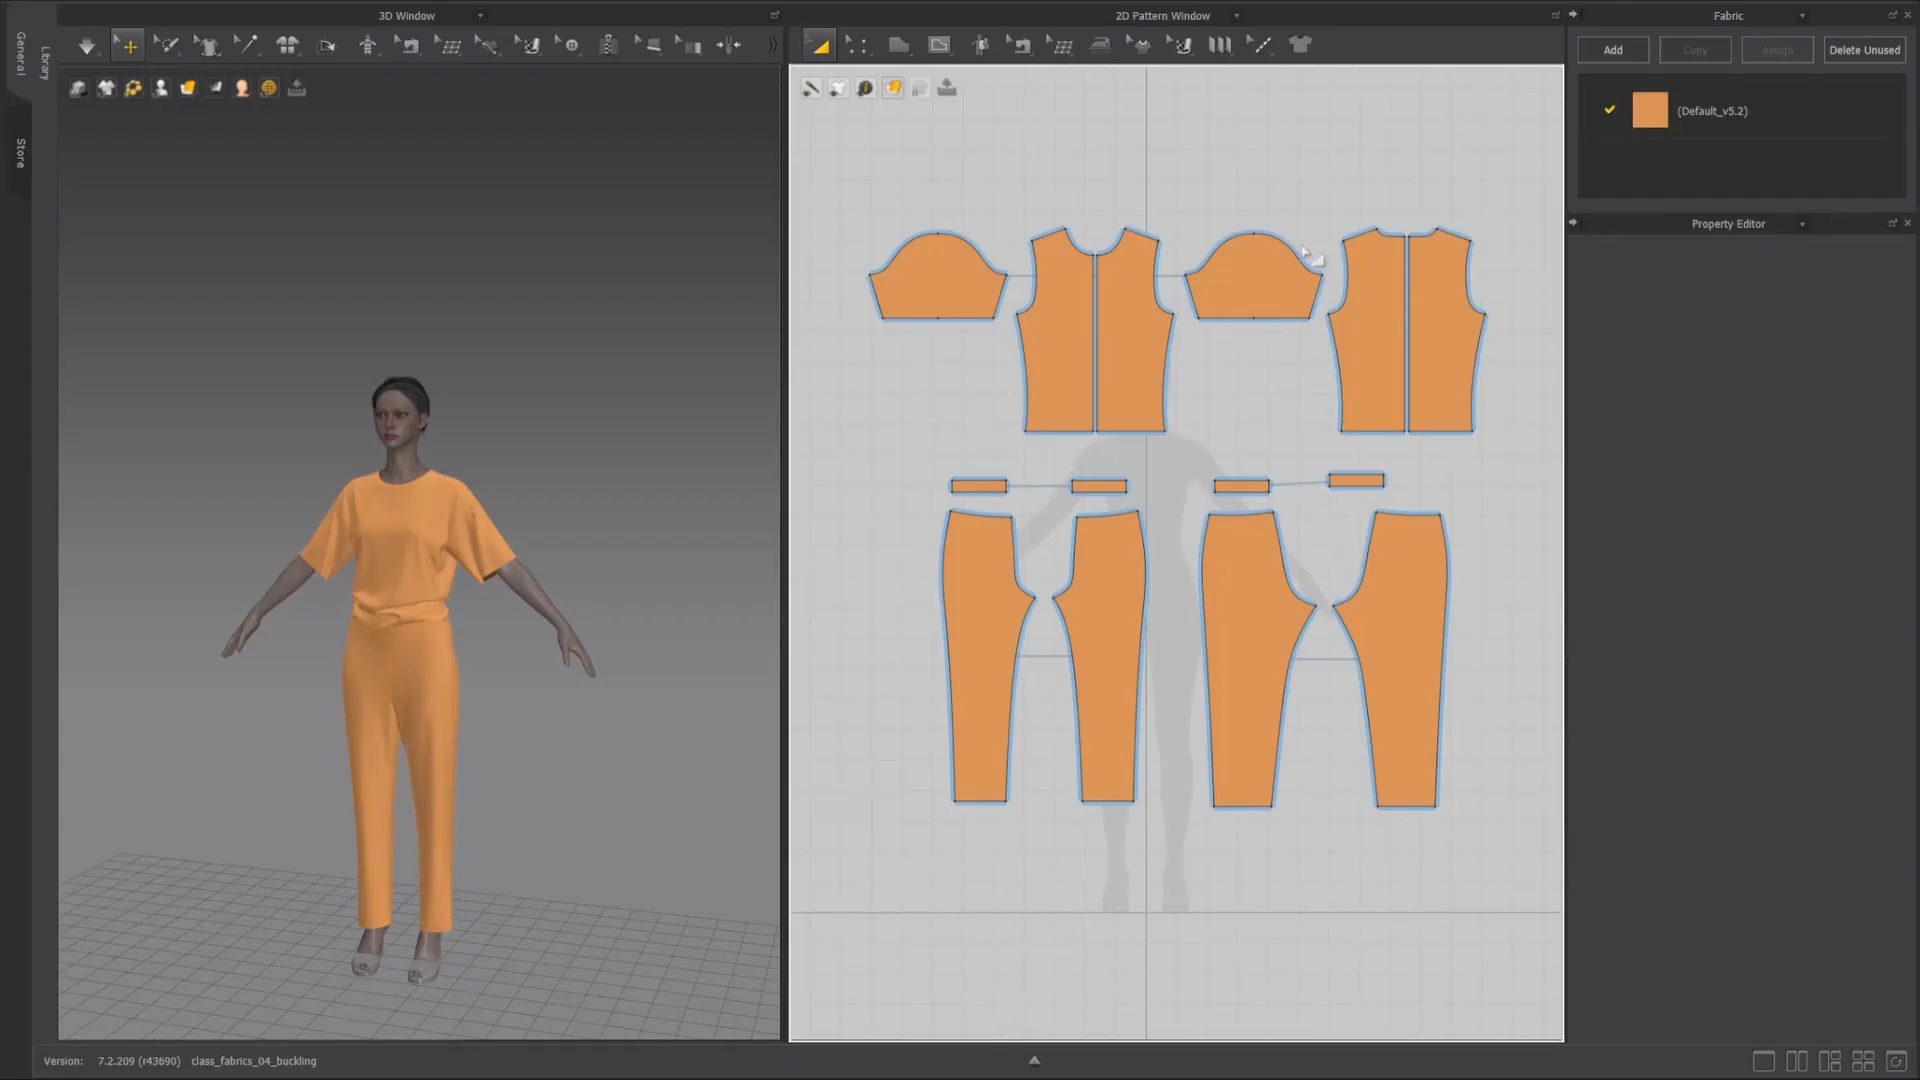 3D Window
2D Pattern Window
Fabric
General
Library
Store
Add
Copy
Assign
Delete Unused
(Default_v5.2)
Property Editor
Version: 7.2.209 (r43690) class_fabrics_04_buckling